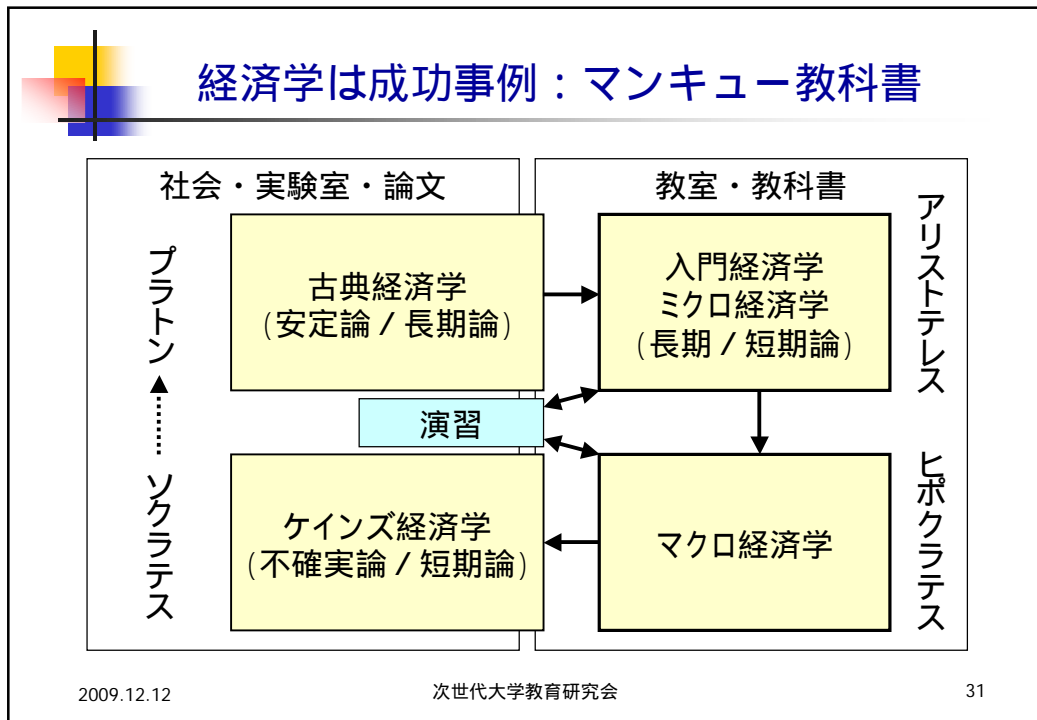 経済学は成功事例：マンキュー教科書
社会・実験室・論文
教室・教科書
プラトン
ソクラテス
古典経済学
(安定論 / 長期論)
入門経済学
ミクロ経済学
(長期 / 短期論)
アリストテレス
演習
ケインズ経済学
(不確実論 / 短期論)
マクロ経済学
ヒポクラテス
2009.12.12
次世代大学教育研究会
31